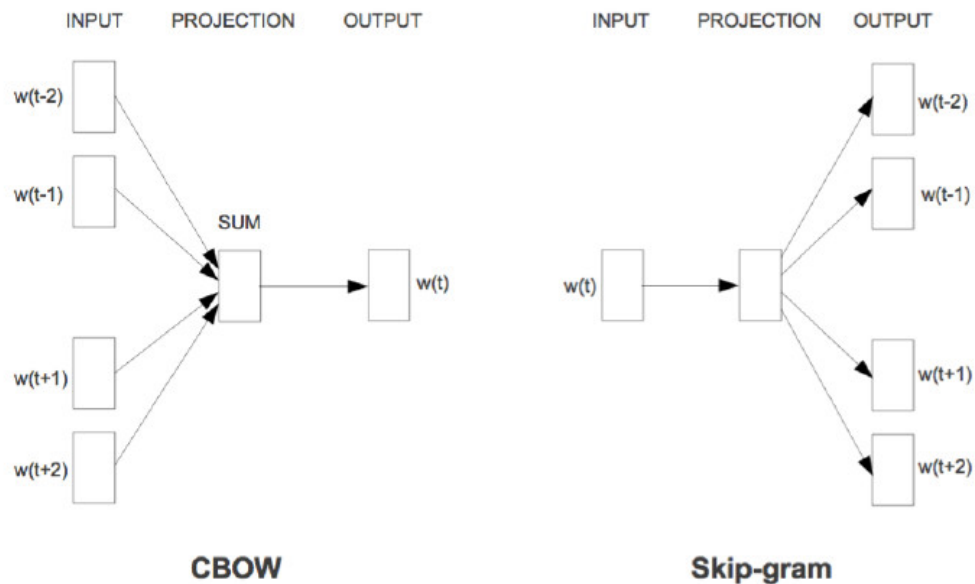 INPUT PROJECTION OUTPUT
w(t-2)
w(t-1)
SUM
w(t)
w(t+1)
w(t+2)
CBOW
INPUT PROJECTION OUTPUT
w(t-2)
w(t-1)
w(t)
w(t+1)
w(t+2)
Skip-gram